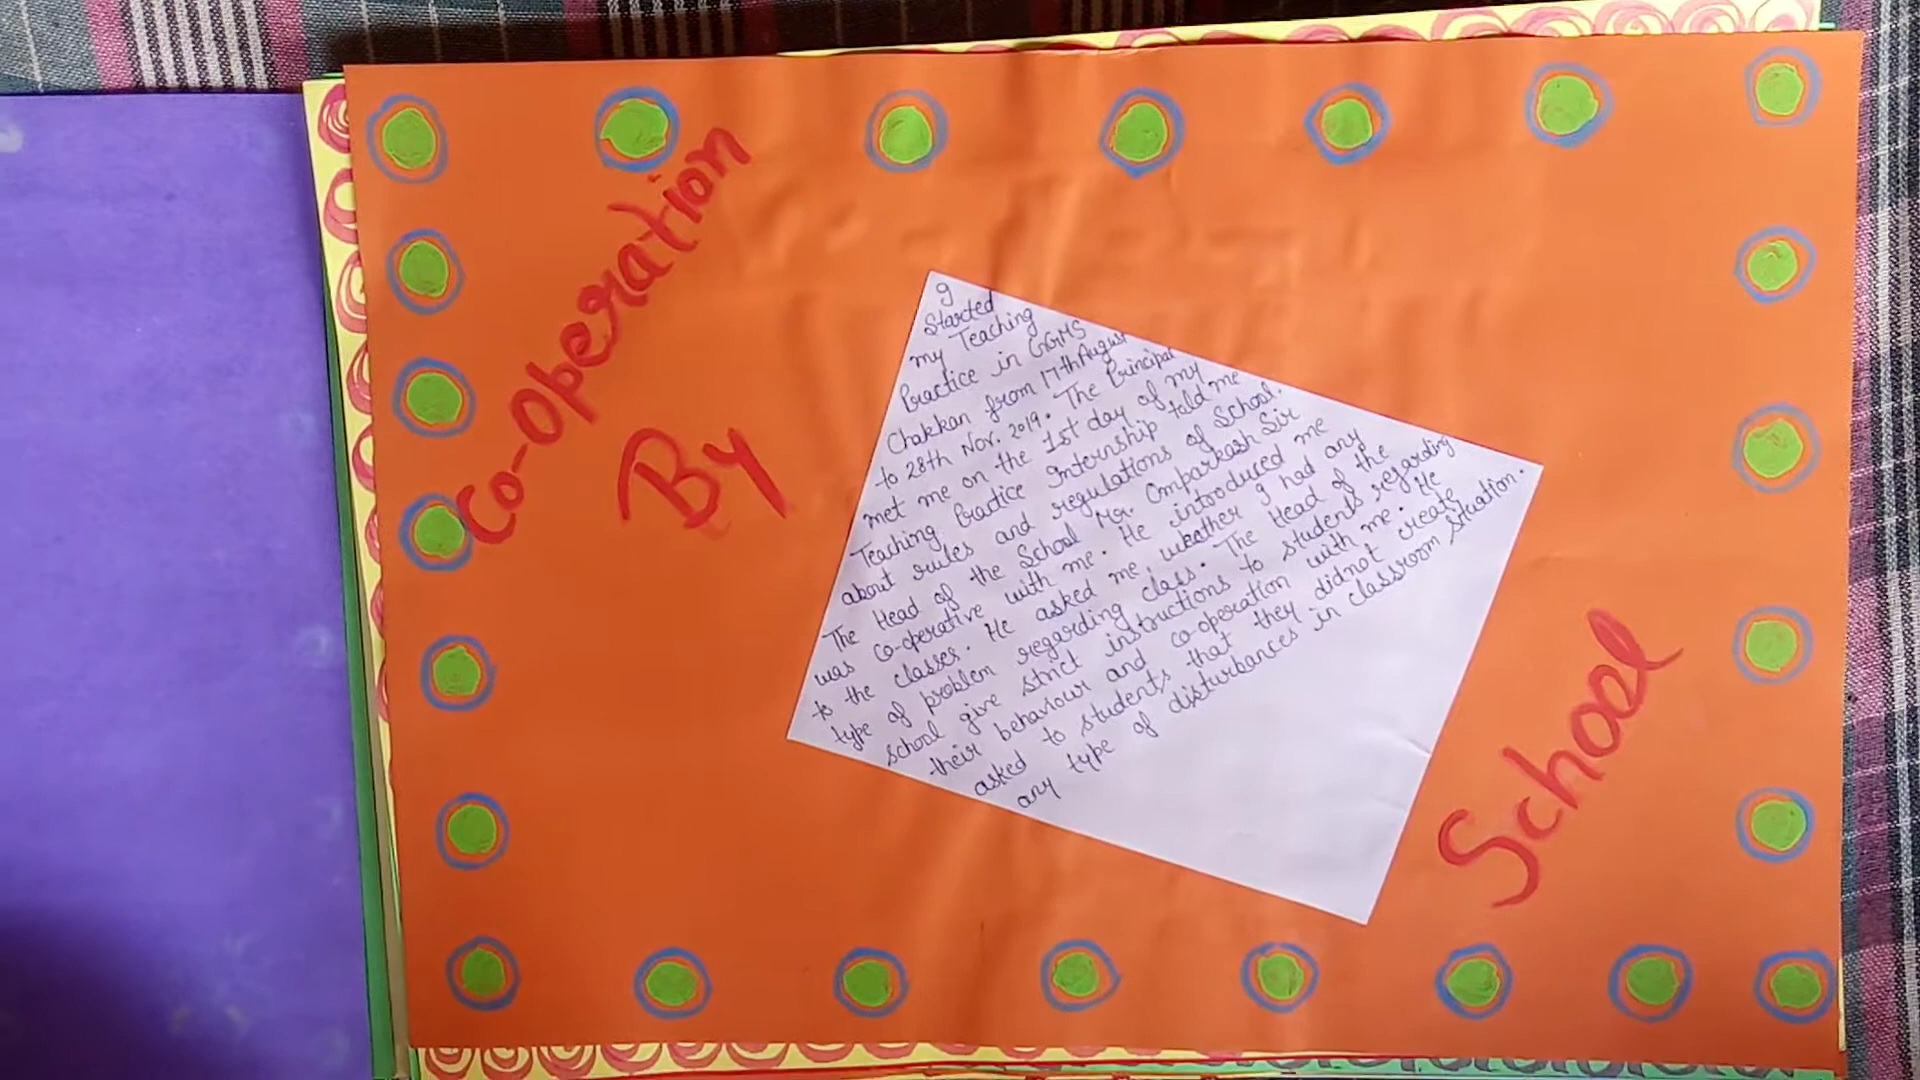 Co-Operation
By
School
I
Started
my Teaching
Practice in GGMS
Chakkan from 17th August
to 28th Nov. 2019. The Principal
met me on the 1st day of my
Teaching Practice Internship told me
about rules and regulations of School.
The Head of the School Mr. Omparkash Sir
was co-operative with me. He introduced me
to the classes. He asked me wheather I had any
type of problem regarding class. The Head of the
School give strict instructions to students regarding
their behaviour and co-operation with me. He
asked to students that they didnot create
any type of disturbances in classroom situation.